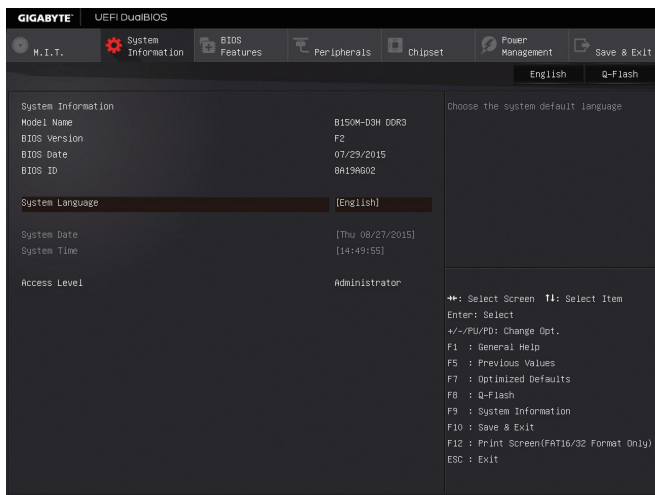 GIGABYTE™ UEFI DualBIOS
M.I.T. System Information BIOS Features Peripherals Chipset Power Management Save & Exit
English Q-Flash
System Information
Model Name B150M-D3H DDR3
BIOS Version F2
BIOS Date 07/29/2015
BIOS ID 8A19AG02
System Language [English]
System Date [Thu 08/27/2015]
System Time [14:49:55]
Access Level Administrator
Choose the system default language
→←: Select Screen ↑↓: Select Item
Enter: Select
+/-/PU/PD: Change Opt.
F1 : General Help
F5 : Previous Values
F7 : Optimized Defaults
F8 : Q-Flash
F9 : System Information
F10 : Save & Exit
F12 : Print Screen(FAT16/32 Format Only)
ESC : Exit